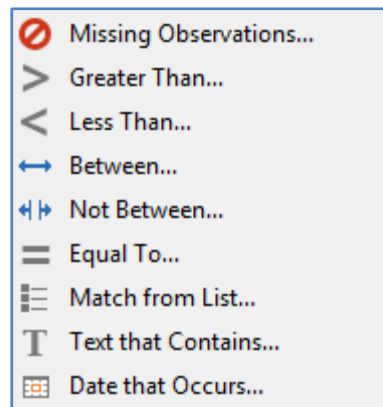 Missing Observations...
Greater Than...
Less Than...
Between...
Not Between...
Equal To...
Match from List...
Text that Contains...
Date that Occurs...